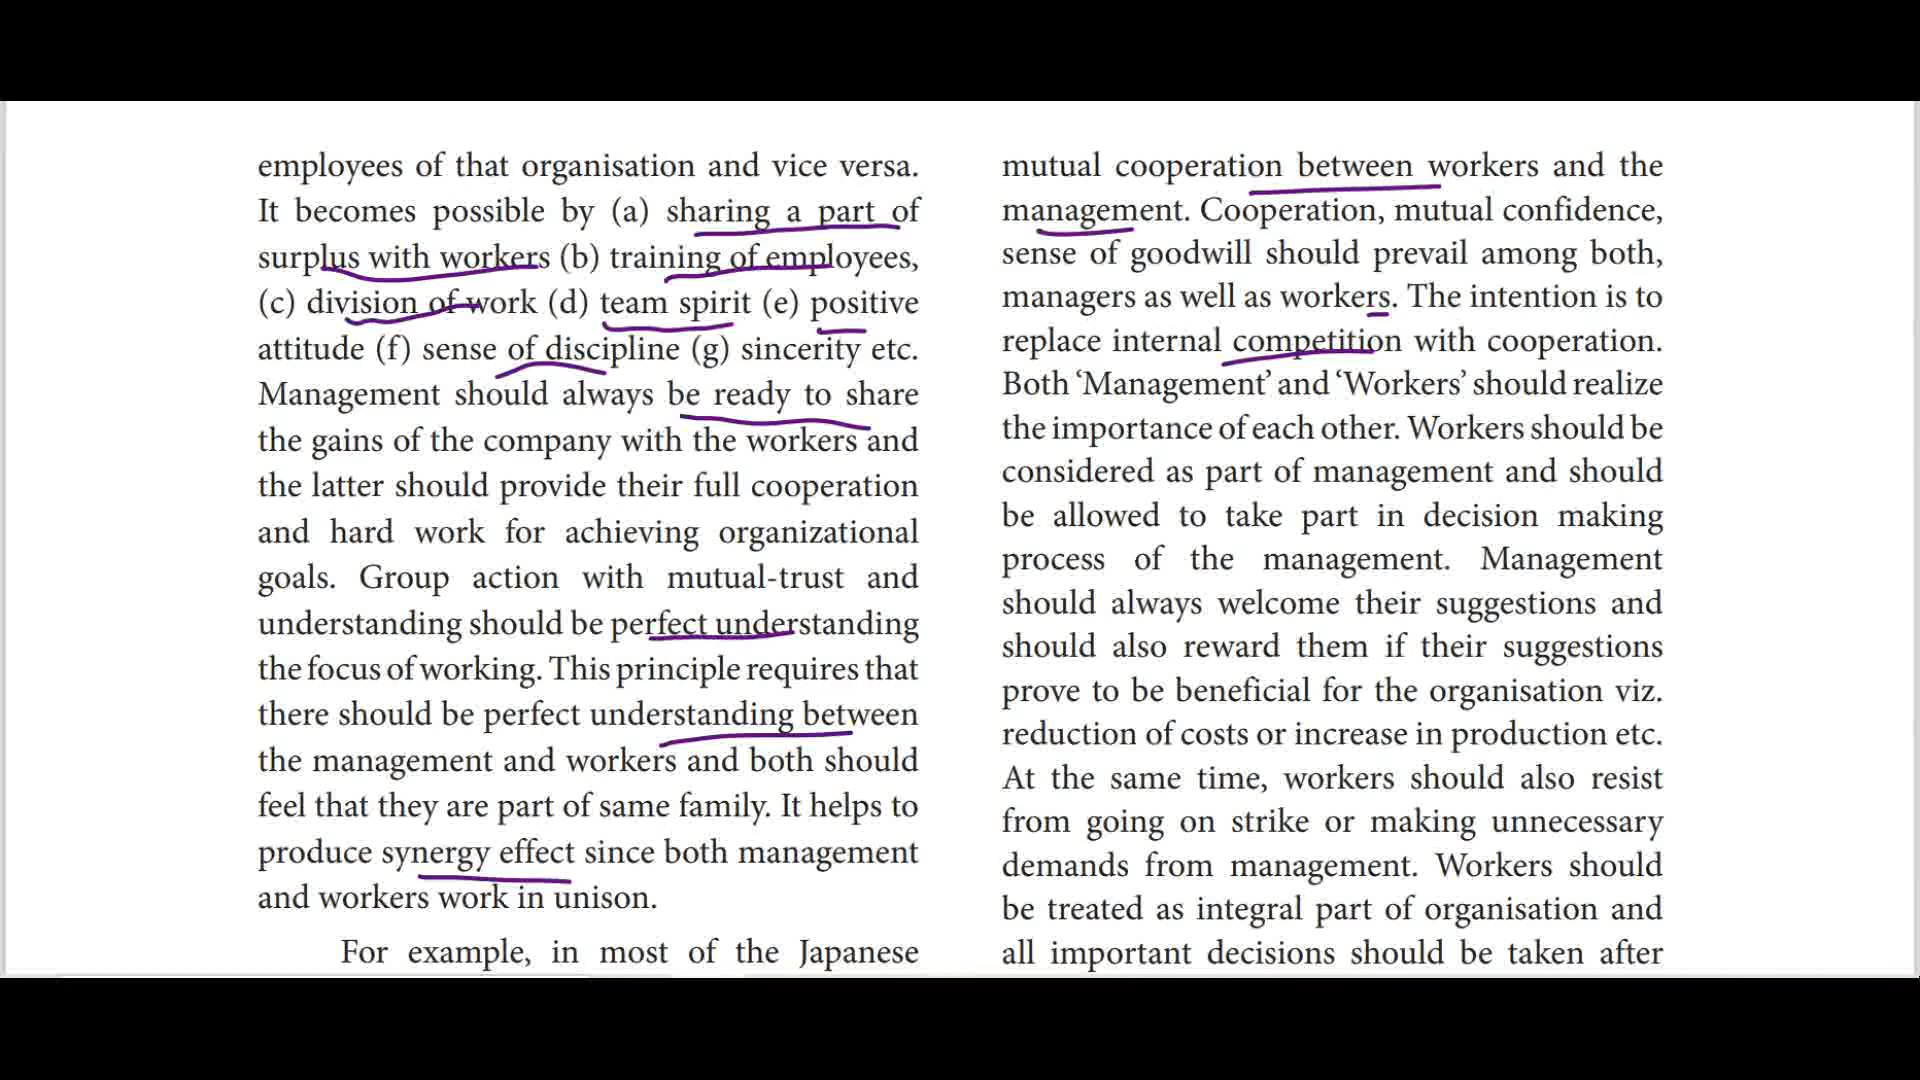 employees of that organisation and vice versa.
It becomes possible by (a) sharing a part of
surplus with workers (b) training of employees,
(c) division of work (d) team spirit (e) positive
attitude (f) sense of discipline (g) sincerity etc.
Management should always be ready to share
the gains of the company with the workers and
the latter should provide their full cooperation
and hard work for achieving organizational
goals. Group action with mutual-trust and
understanding should be perfect understanding
the focus of working. This principle requires that
there should be perfect understanding between
the management and workers and both should
feel that they are part of same family. It helps to
produce synergy effect since both management
and workers work in unison.
For example, in most of the Japanese
mutual cooperation between workers and the
management. Cooperation, mutual confidence,
sense of goodwill should prevail among both,
managers as well as workers. The intention is to
replace internal competition with cooperation.
Both ‘Management’ and ‘Workers’ should realize
the importance of each other. Workers should be
considered as part of management and should
be allowed to take part in decision making
process of the management. Management
should always welcome their suggestions and
should also reward them if their suggestions
prove to be beneficial for the organisation viz.
reduction of costs or increase in production etc.
At the same time, workers should also resist
from going on strike or making unnecessary
demands from management. Workers should
be treated as integral part of organisation and
all important decisions should be taken after